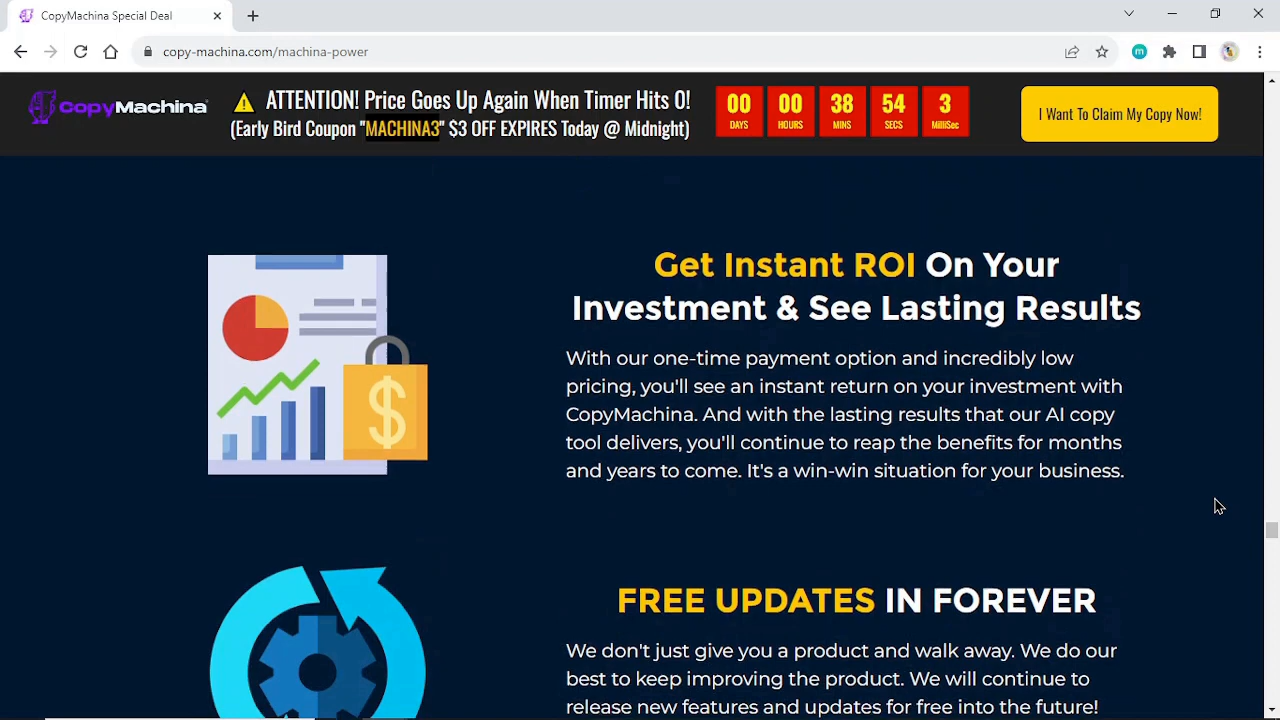 CopyMachina Special Deal
copy-machina.com/machina-power
m
CopyMachina
ATTENTION! Price Goes Up Again When Timer Hits 0!
(Early Bird Coupon "MACHINA3" $3 OFF EXPIRES Today @ Midnight)
00 00 38 54 3
DAYS HOURS MINS SECS MilliSec
I Want To Claim My Copy Now!
Get Instant ROI On Your
Investment & See Lasting Results
With our one-time payment option and incredibly low
pricing, you'll see an instant return on your investment with
CopyMachina. And with the lasting results that our AI copy
tool delivers, you'll continue to reap the benefits for months
and years to come. It's a win-win situation for your business.
$
FREE UPDATES IN FOREVER
We don't just give you a product and walk away. We do our
best to keep improving the product. We will continue to
release new features and updates for free into the future!